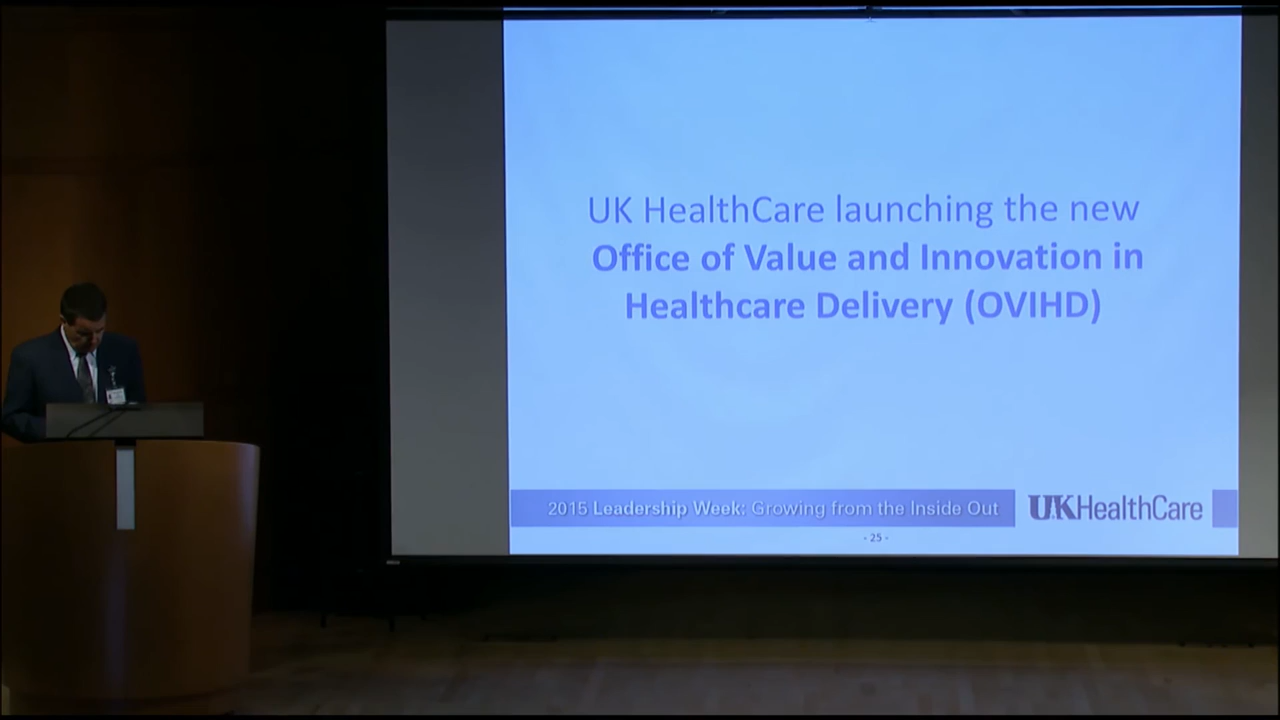 UK HealthCare launching the new
Office of Value and Innovation in
Healthcare Delivery (OVIHD)
2015 Leadership Week: Growing from the Inside Out
UKHealthCare
- 25 -